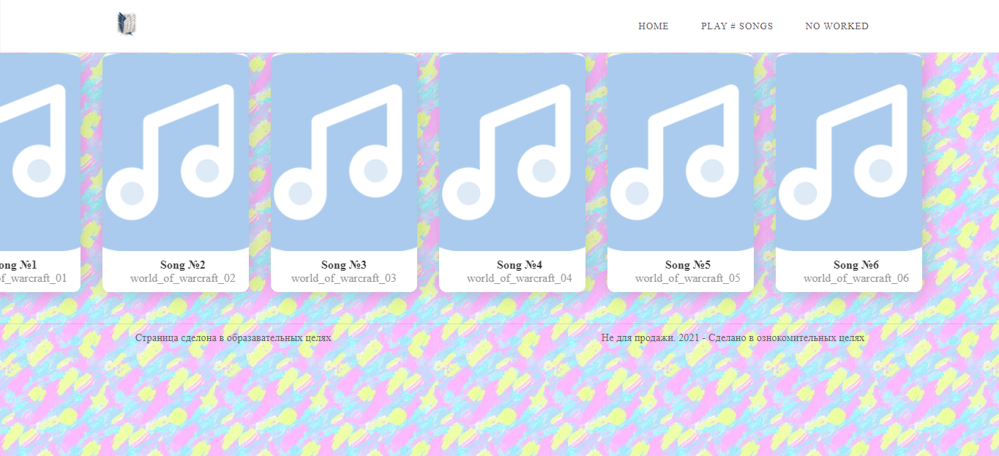 HOME PLAY # SONGS NO WORKED
ong №1
f_warcraft_01
Song №2
world_of_warcraft_02
Song №3
world_of_warcraft_03
Song №4
world_of_warcraft_04
Song №5
world_of_warcraft_05
Song №6
world_of_warcraft_06
Страница сделона в образавательных целях
Не для продажи. 2021 - Сделано в ознокомительных целях